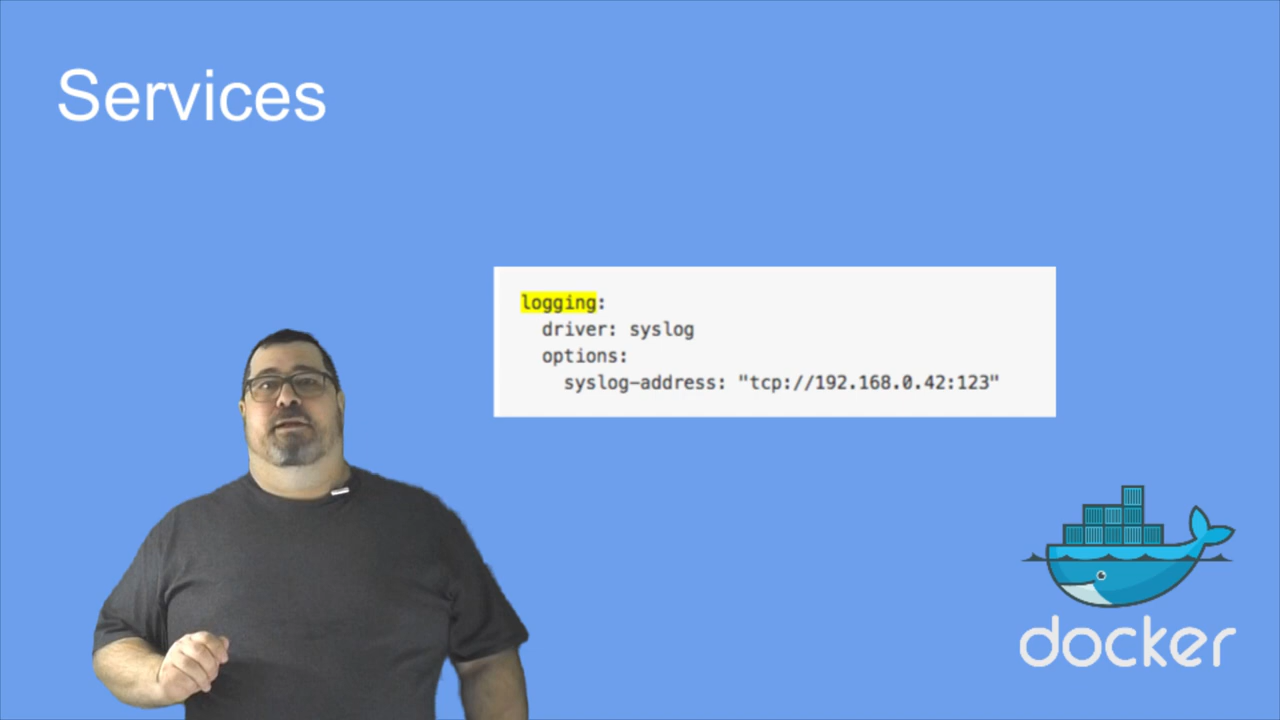 Services
logging:
  driver: syslog
  options:
    syslog-address: "tcp://192.168.0.42:123"
docker